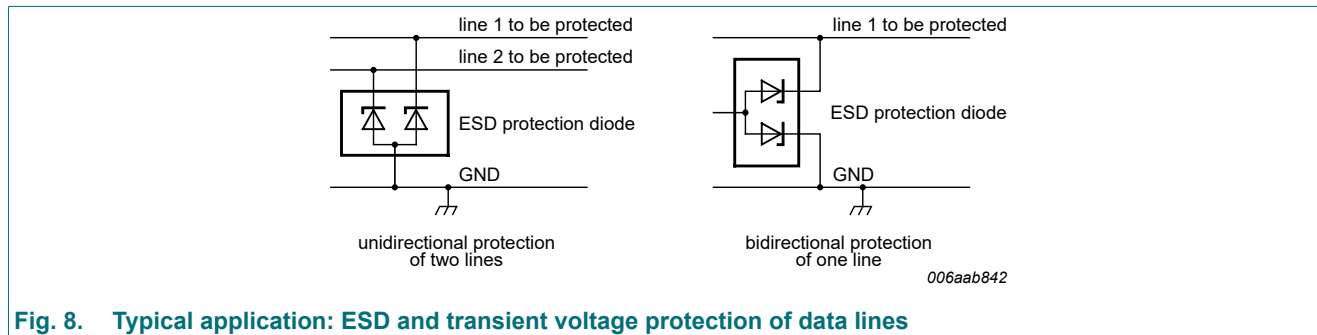 line 1 to be protected
line 2 to be protected
ESD protection diode
GND
unidirectional protection
of two lines
line 1 to be protected
ESD protection diode
GND
bidirectional protection
of one line
006aab842
Fig. 8. Typical application: ESD and transient voltage protection of data lines